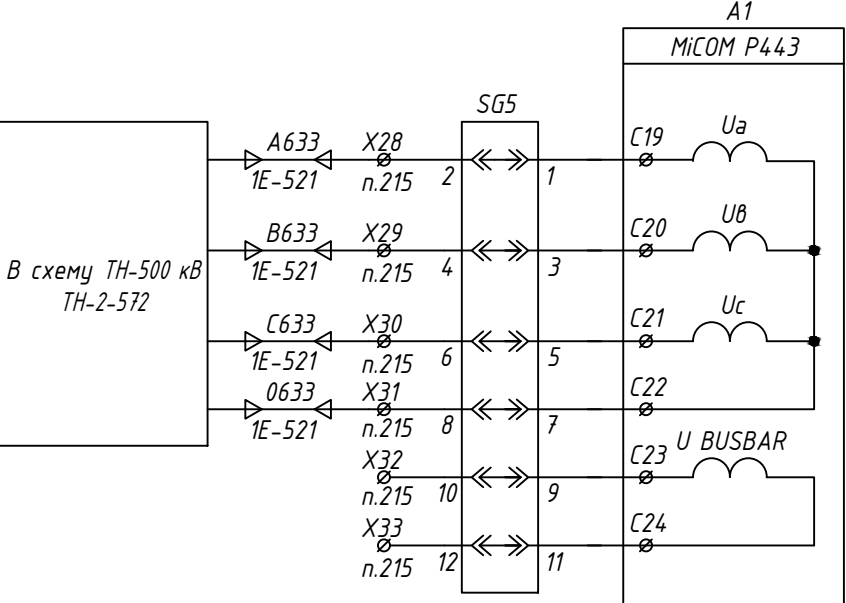 A1
MiCOM P443
SG5
A633
X28
1E-521
п.215
2
1
C19
Ua
B633
X29
1E-521
п.215
4
3
C20
Uв
В схему ТН-500 кВ
ТН-2-572
C633
X30
1E-521
п.215
6
5
C21
Uc
0633
X31
1E-521
п.215
8
7
C22
X32
п.215
10
9
C23
U BUSBAR
X33
п.215
12
11
C24